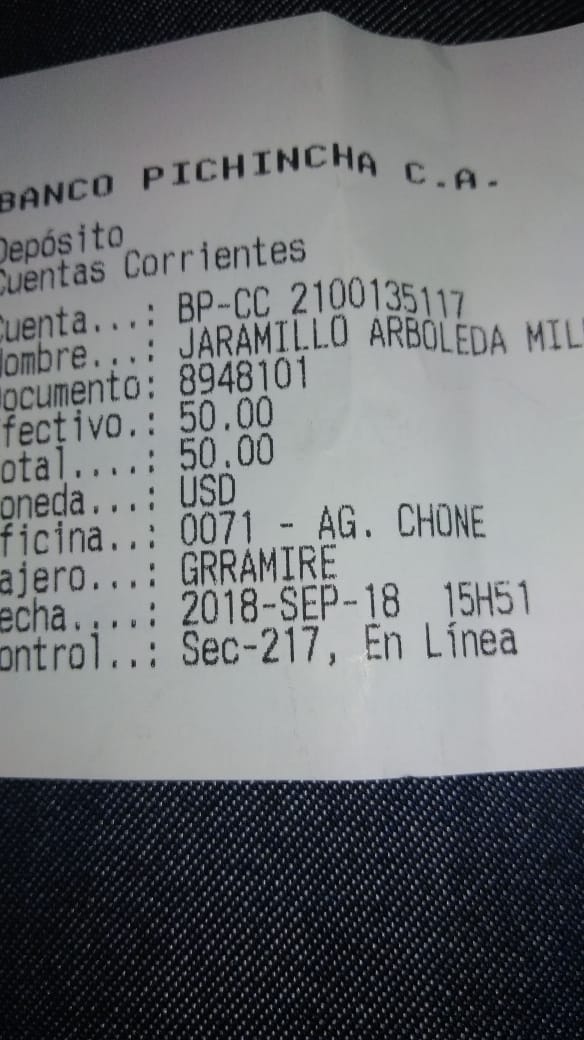 BANCO PICHINCHA C.A.
Depósito
Cuentas Corrientes
Cuenta...: BP-CC 2100135117
Nombre...: JARAMILLO ARBOLEDA MIL
Documento: 8948101
fectivo.: 50.00
otal....: 50.00
oneda...: USD
ficina..: 0071 - AG. CHONE
ajero...: GRRAMIRE
echa....: 2018-SEP-18 15H51
ontrol..: Sec-217, En Línea